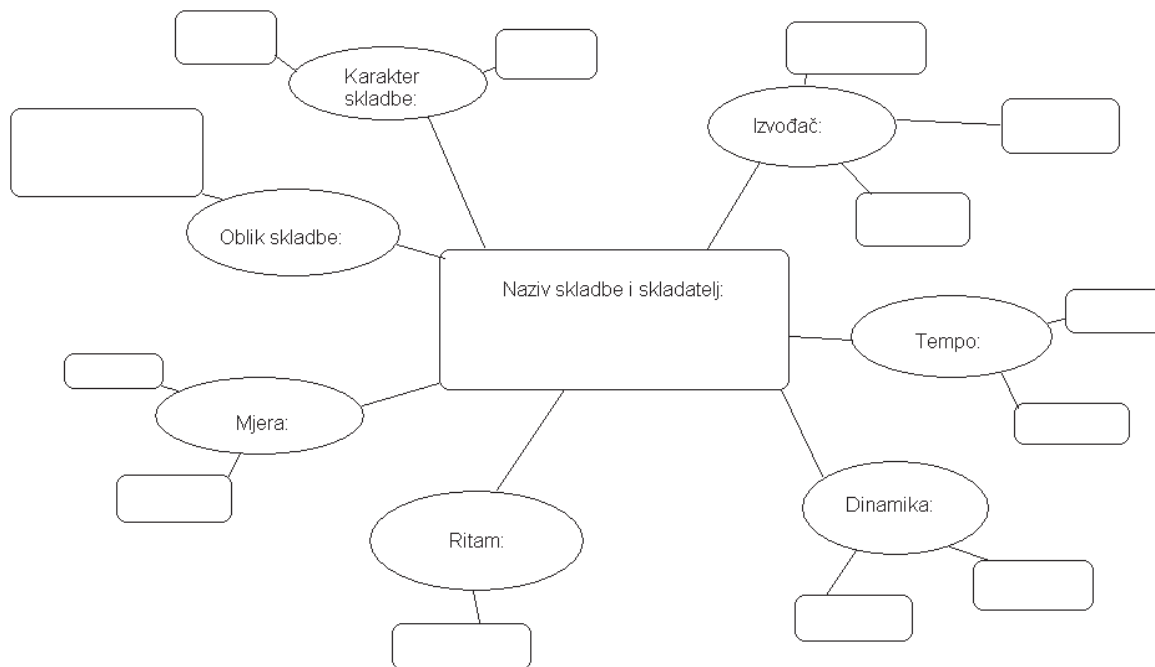 Karakter
skladbe:
Izvođač:
Oblik skladbe:
Naziv skladbe i skladatelj:
Tempo:
Mjera:
Dinamika:
Ritam: